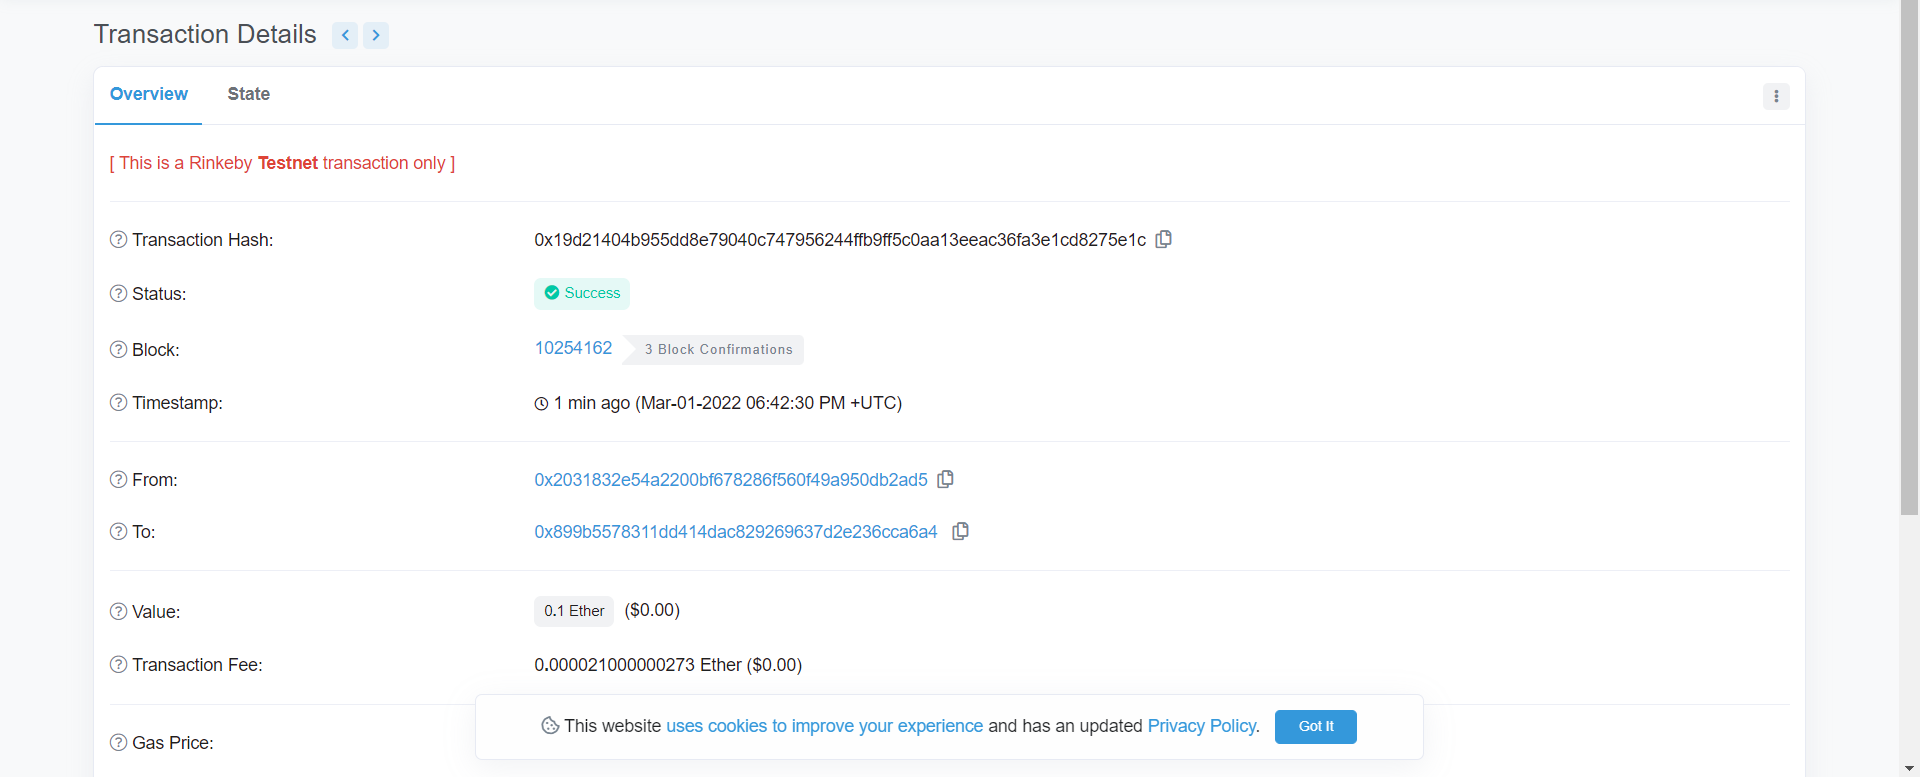 Transaction Details
Overview State
[ This is a Rinkeby Testnet transaction only ]
Transaction Hash: 0x19d21404b955dd8e79040c747956244ffb9ff5c0aa13eeac36fa3e1cd8275e1c
Status: Success
Block: 10254162 3 Block Confirmations
Timestamp: 1 min ago (Mar-01-2022 06:42:30 PM +UTC)
From: 0x2031832e54a2200bf678286f560f49a950db2ad5
To: 0x899b5578311dd414dac829269637d2e236cca6a4
Value: 0.1 Ether ($0.00)
Transaction Fee: 0.000021000000273 Ether ($0.00)
This website uses cookies to improve your experience and has an updated Privacy Policy. Got It
Gas Price: